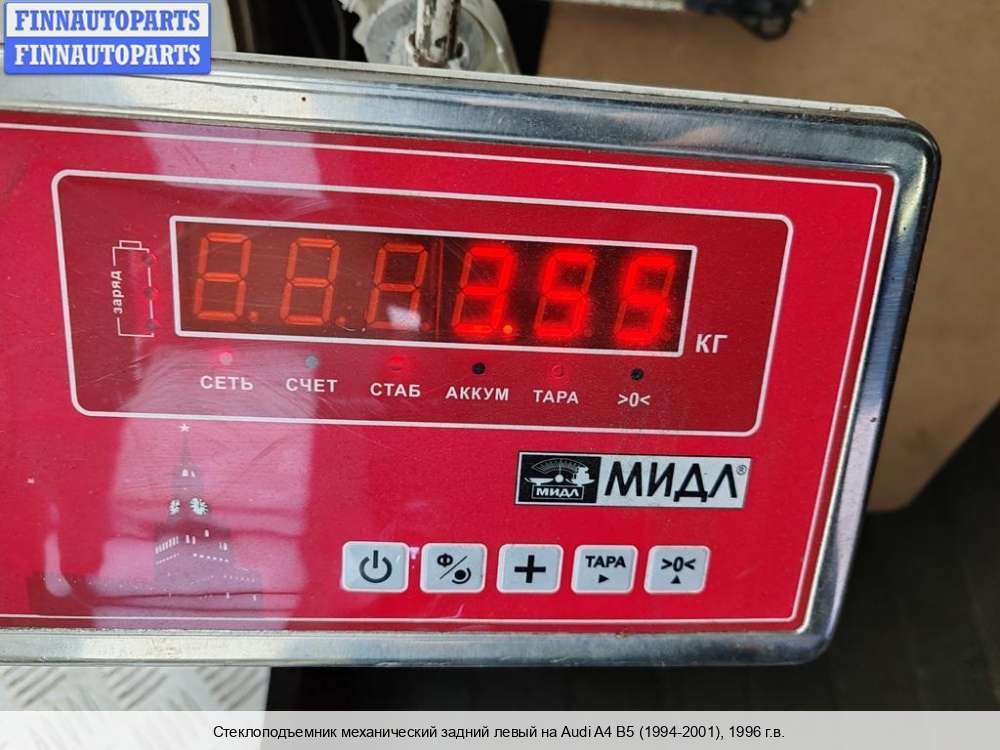 FINNAUTOPARTS
FINNAUTOPARTS
заряд
3.55
КГ
СЕТЬ СЧЕТ СТАБ АККУМ ТАРА >0<
МИДЛ МИДЛ®
Ф/ + ТАРА >0<
Стеклоподъемник механический задний левый на Audi A4 B5 (1994-2001), 1996 г.в.